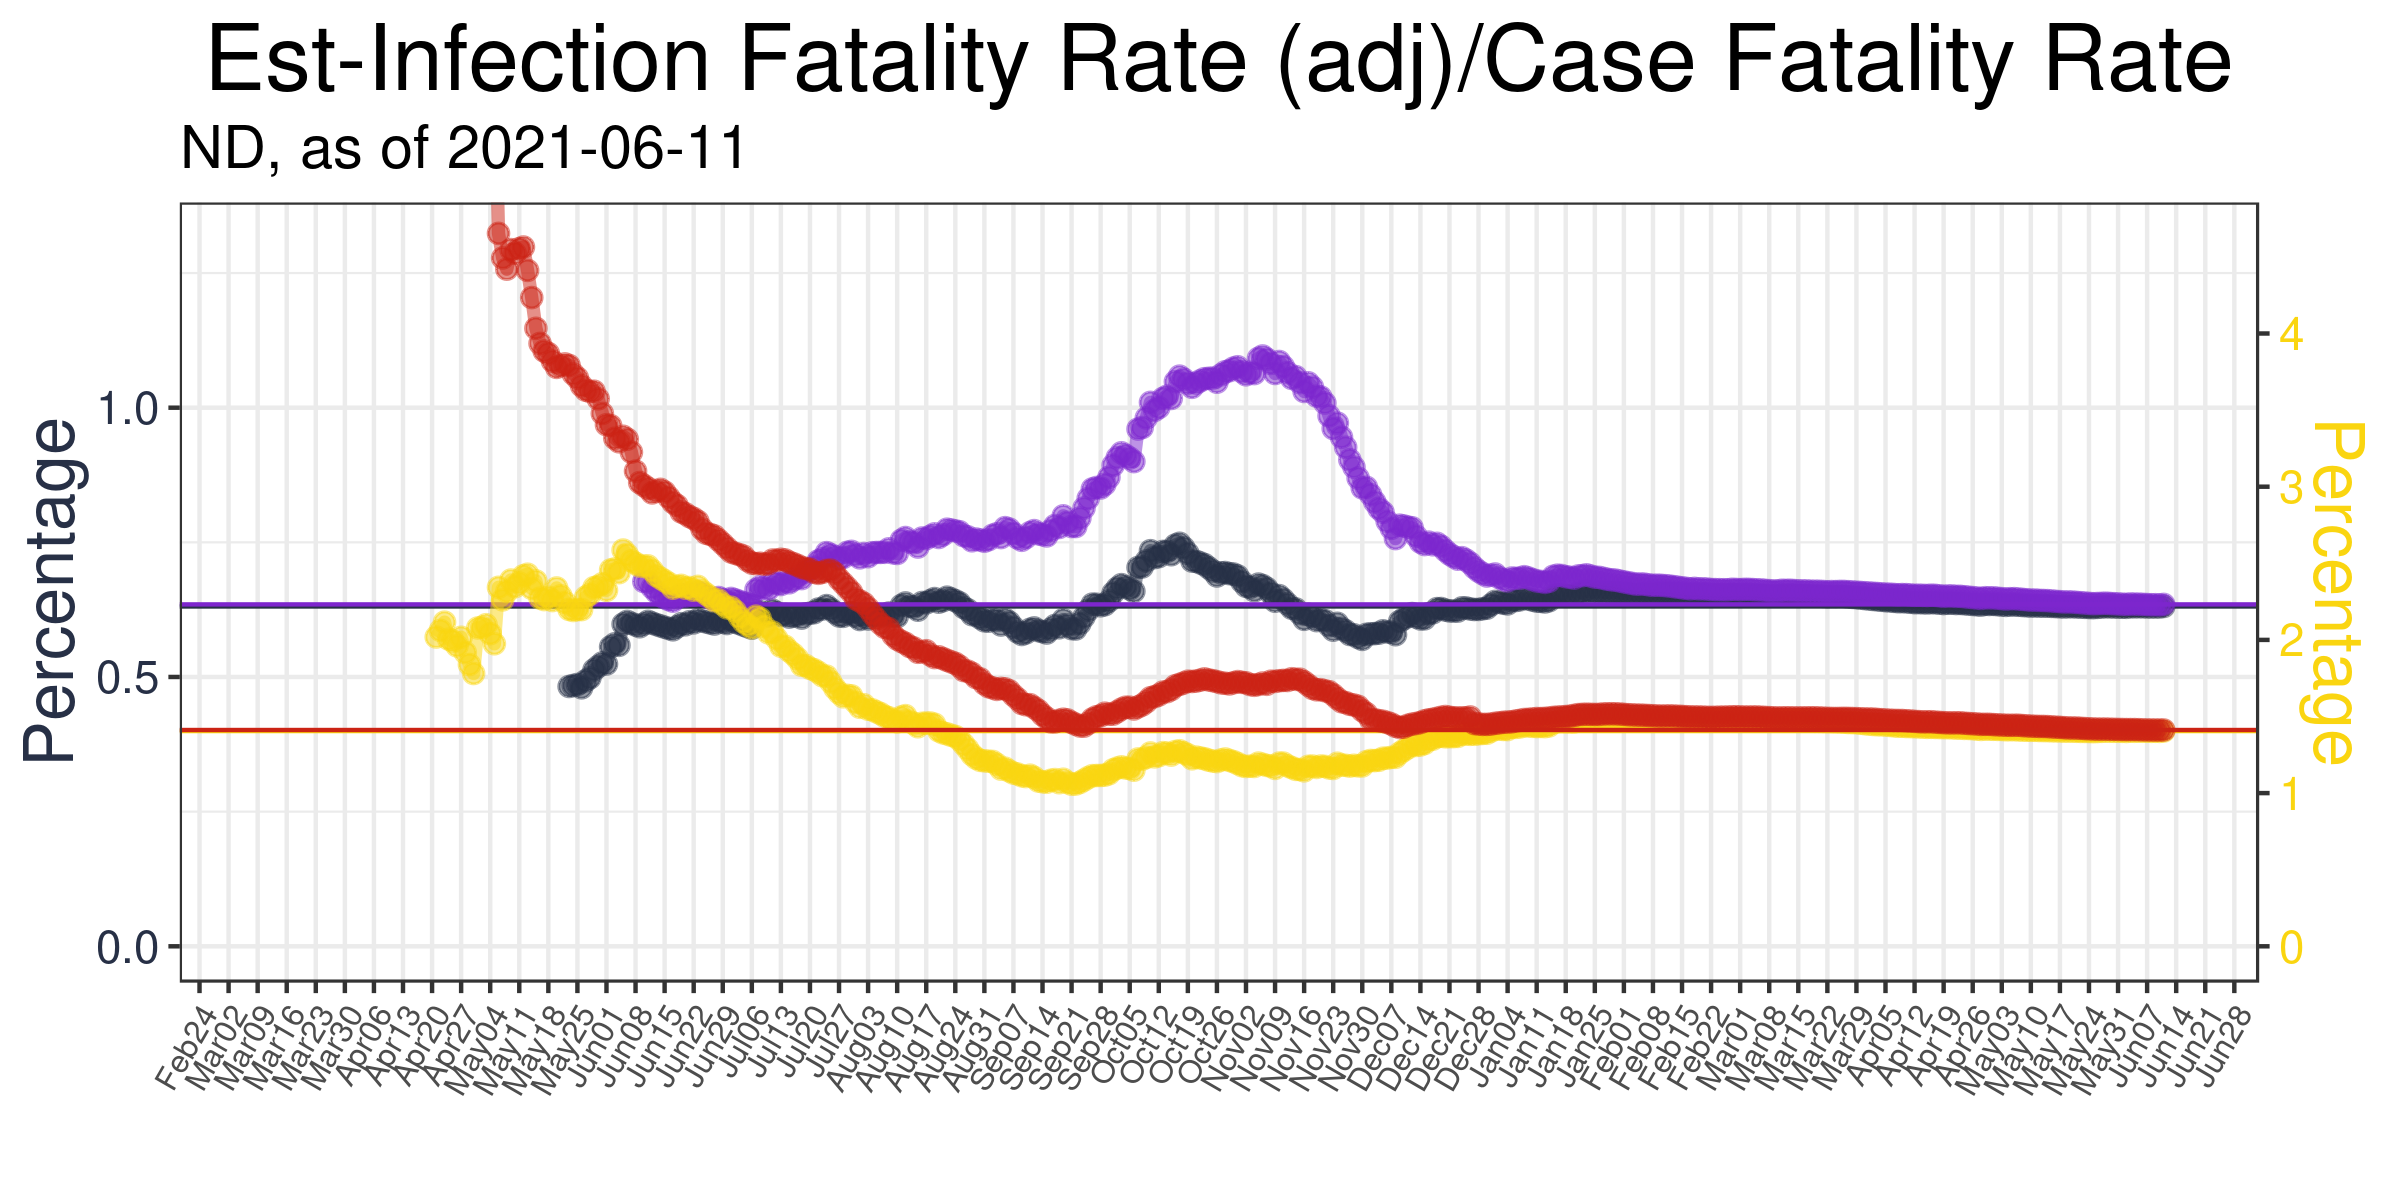 Est-Infection Fatality Rate (adj)/Case Fatality Rate
ND, as of 2021-06-11
Percentage
1.0
0.5
0.0
4
3
2
1
0
Percentage
Feb24
Mar02
Mar09
Mar16
Mar23
Mar30
Apr06
Apr13
Apr20
Apr27
May04
May11
May18
May25
Jun01
Jun08
Jun15
Jun22
Jun29
Jul06
Jul13
Jul20
Jul27
Aug03
Aug10
Aug17
Aug24
Aug31
Sep07
Sep14
Sep21
Sep28
Oct05
Oct12
Oct19
Oct26
Nov02
Nov09
Nov16
Nov23
Nov30
Dec07
Dec14
Dec21
Dec28
Jan04
Jan11
Jan18
Jan25
Feb01
Feb08
Feb15
Feb22
Mar01
Mar08
Mar15
Mar22
Mar29
Apr05
Apr12
Apr19
Apr26
May03
May10
May17
May24
May31
Jun07
Jun14
Jun21
Jun28